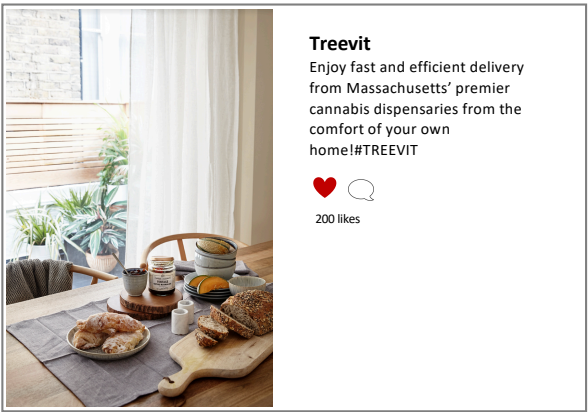 Treevit
Enjoy fast and efficient delivery
from Massachusetts’ premier
cannabis dispensaries from the
comfort of your own
home!#TREEVIT
200 likes